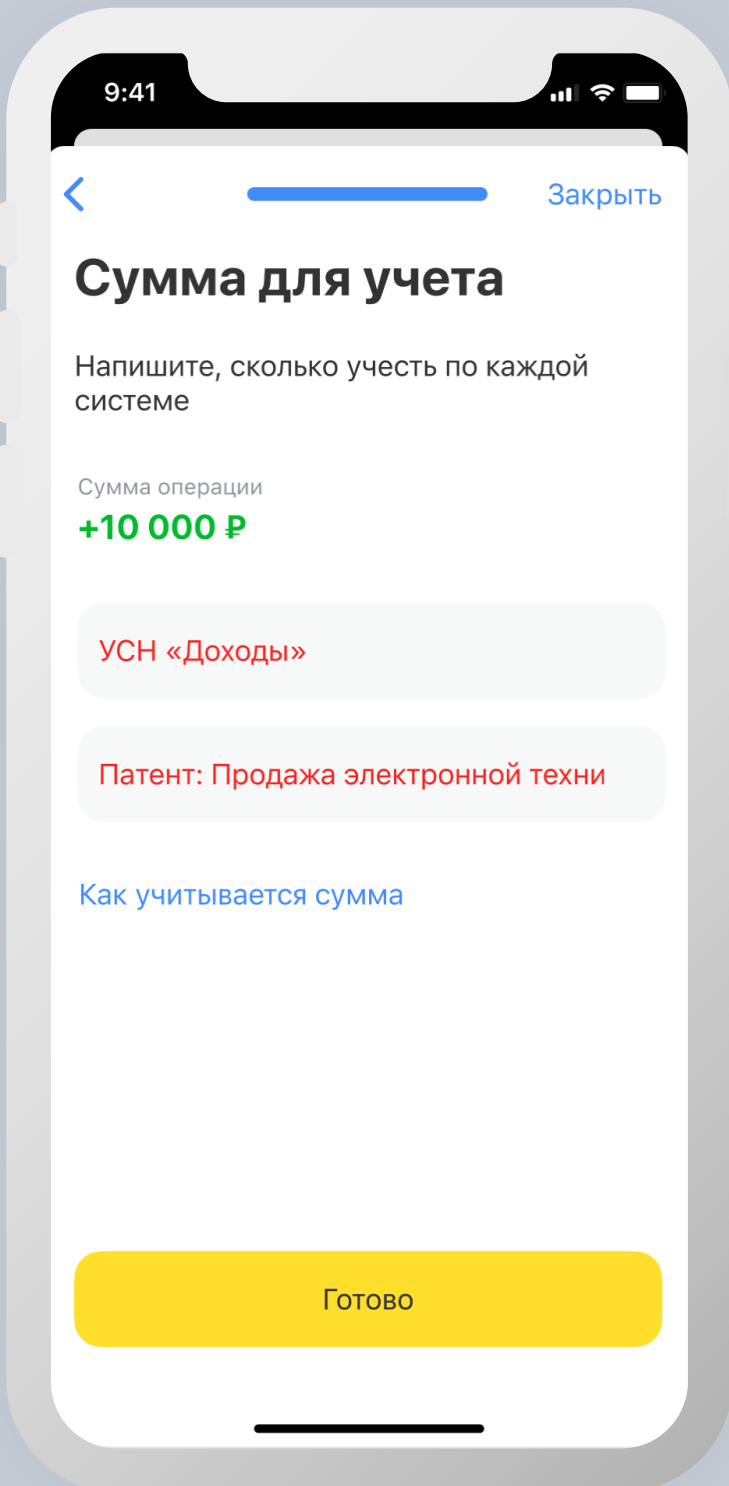 9:41
Закрыть
Сумма для учета
Напишите, сколько учесть по каждой
системе
Сумма операции
+10 000 ₽
УСН «Доходы»
Патент: Продажа электронной техни
Как учитывается сумма
Готово